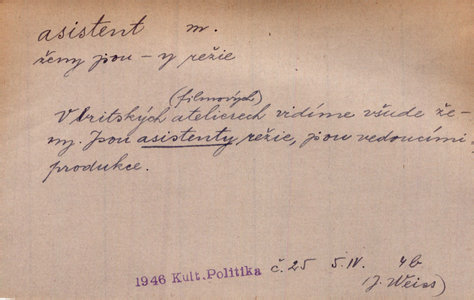 asistent m.
ženy jsou – y režie
(filmových)
V britských atelierech vidíme všude že-
ny. Jsou asistenty režie, jsou vedoucími
produkce.
1946 Kult. Politika č. 25 5. IV. 4b
(J. Weiss)